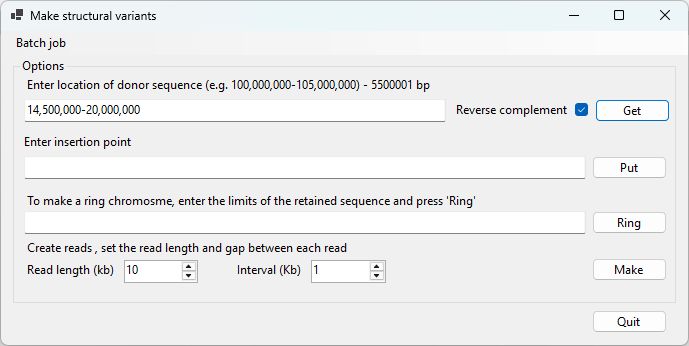 Make structural variants
Batch job
Options
Enter location of donor sequence (e.g. 100,000,000-105,000,000) - 5500001 bp
14,500,000-20,000,000
Reverse complement
Get
Enter insertion point
Put
To make a ring chromosme, enter the limits of the retained sequence and press 'Ring'
Ring
Create reads , set the read length and gap between each read
Read length (kb) 10 Interval (Kb) 1 Make
Quit